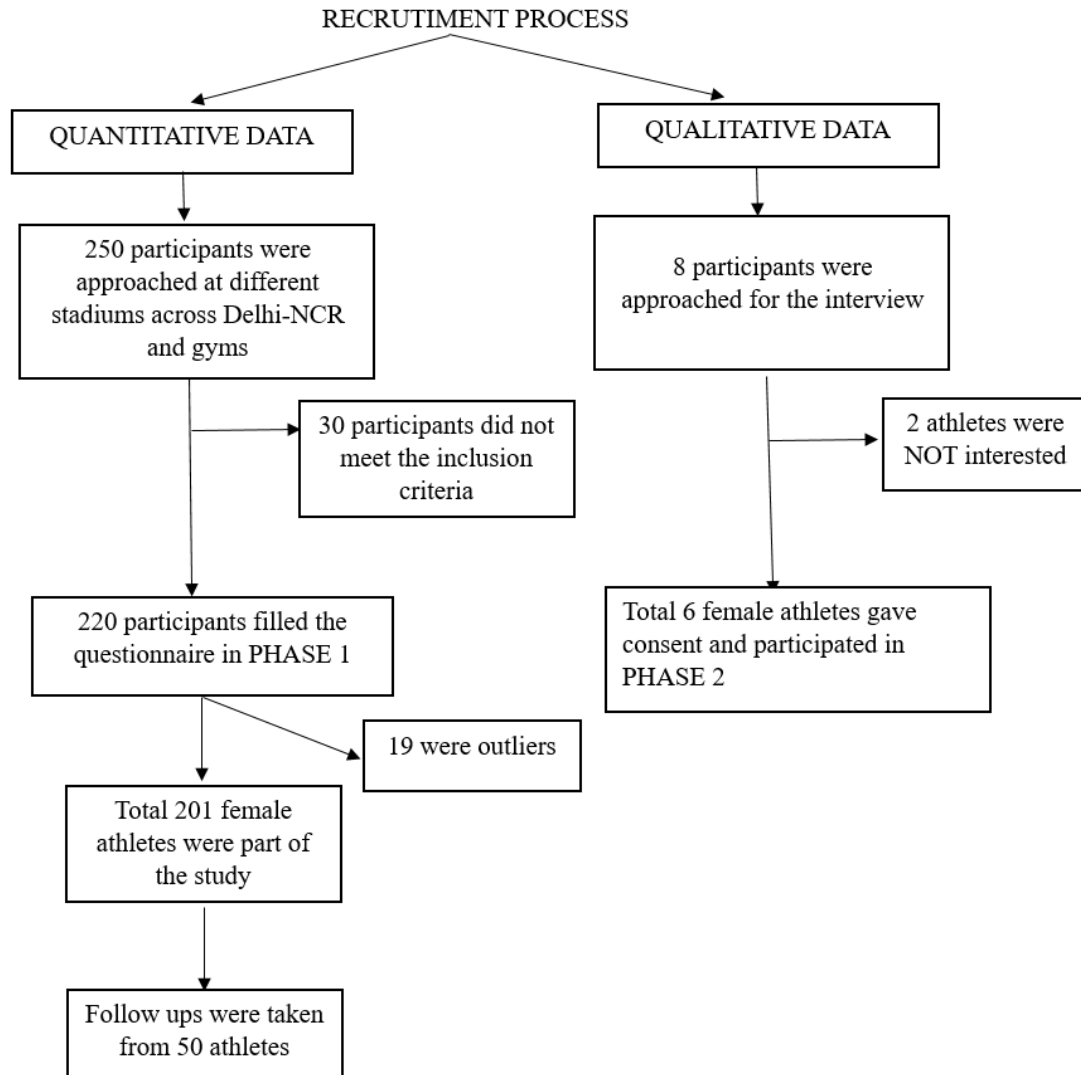 RECRUTIMENT PROCESS
QUANTITATIVE DATA
QUALITATIVE DATA
250 participants were
approached at different
stadiums across Delhi-NCR
and gyms
8 participants were
approached for the interview
30 participants did not
meet the inclusion
criteria
2 athletes were
NOT interested
220 participants filled the
questionnaire in PHASE 1
Total 6 female athletes gave
consent and participated in
PHASE 2
19 were outliers
Total 201 female
athletes were part of
the study
Follow ups were taken
from 50 athletes